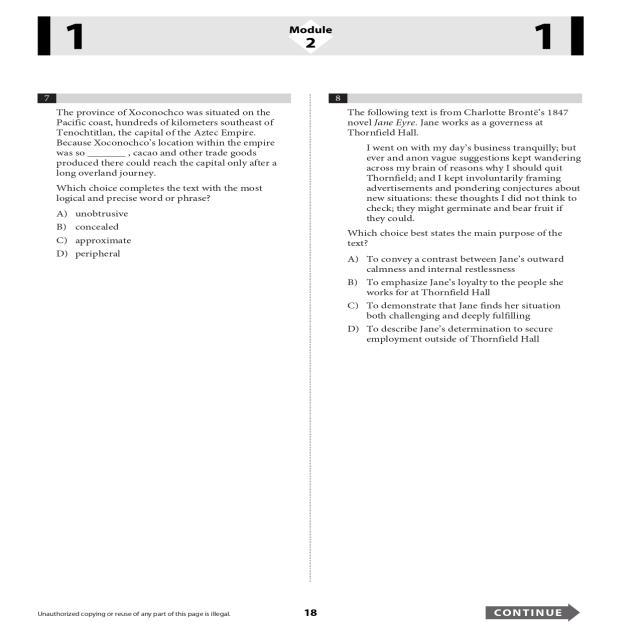 1
Module
2
1
7
The province of Xoconochco was situated on the
Pacific coast, hundreds of kilometers southeast of
Tenochtitlan, the capital of the Aztec Empire.
Because Xoconochco's location within the empire
was so ________ , cacao and other trade goods
produced there could reach the capital only after a
long overland journey.
Which choice completes the text with the most
logical and precise word or phrase?
A) unobtrusive
B) concealed
C) approximate
D) peripheral
8
The following text is from Charlotte Brontë's 1847
novel Jane Eyre. Jane works as a governess at
Thornfield Hall.
I went on with my day's business tranquilly; but
ever and anon vague suggestions kept wandering
across my brain of reasons why I should quit
Thornfield; and I kept involuntarily framing
advertisements and pondering conjectures about
new situations: these thoughts I did not think to
check; they might germinate and bear fruit if
they could.
Which choice best states the main purpose of the
text?
A) To convey a contrast between Jane's outward
calmness and internal restlessness
B) To emphasize Jane's loyalty to the people she
works for at Thornfield Hall
C) To demonstrate that Jane finds her situation
both challenging and deeply fulfilling
D) To describe Jane's determination to secure
employment outside of Thornfield Hall
Unauthorized copying or reuse of any part of this page is illegal.
18
CONTINUE